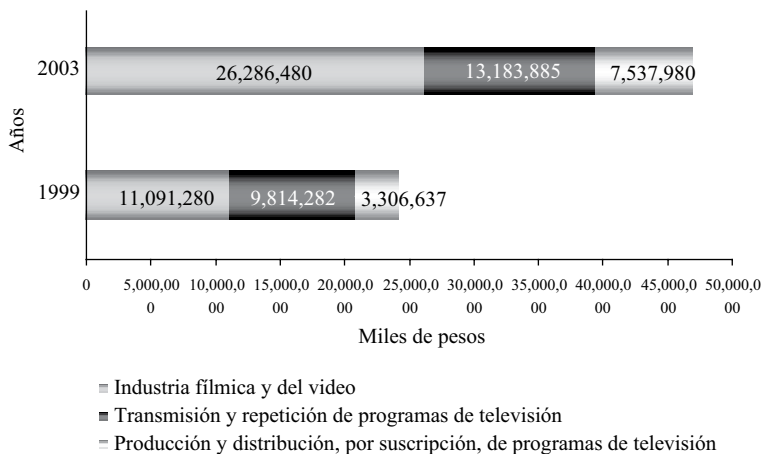 2003
26,286,480
13,183,885
7,537,980
Años
1999
11,091,280
9,814,282
3,306,637
0 5,000,00 10,000,0 15,000,0 20,000,0 25,000,0 30,000,0 35,000,0 40,000,0 45,000,0 50,000,0
0 00 00 00 00 00 00 00 00 00
Miles de pesos
Industria fílmica y del video
Transmisión y repetición de programas de televisión
Producción y distribución, por suscripción, de programas de televisión